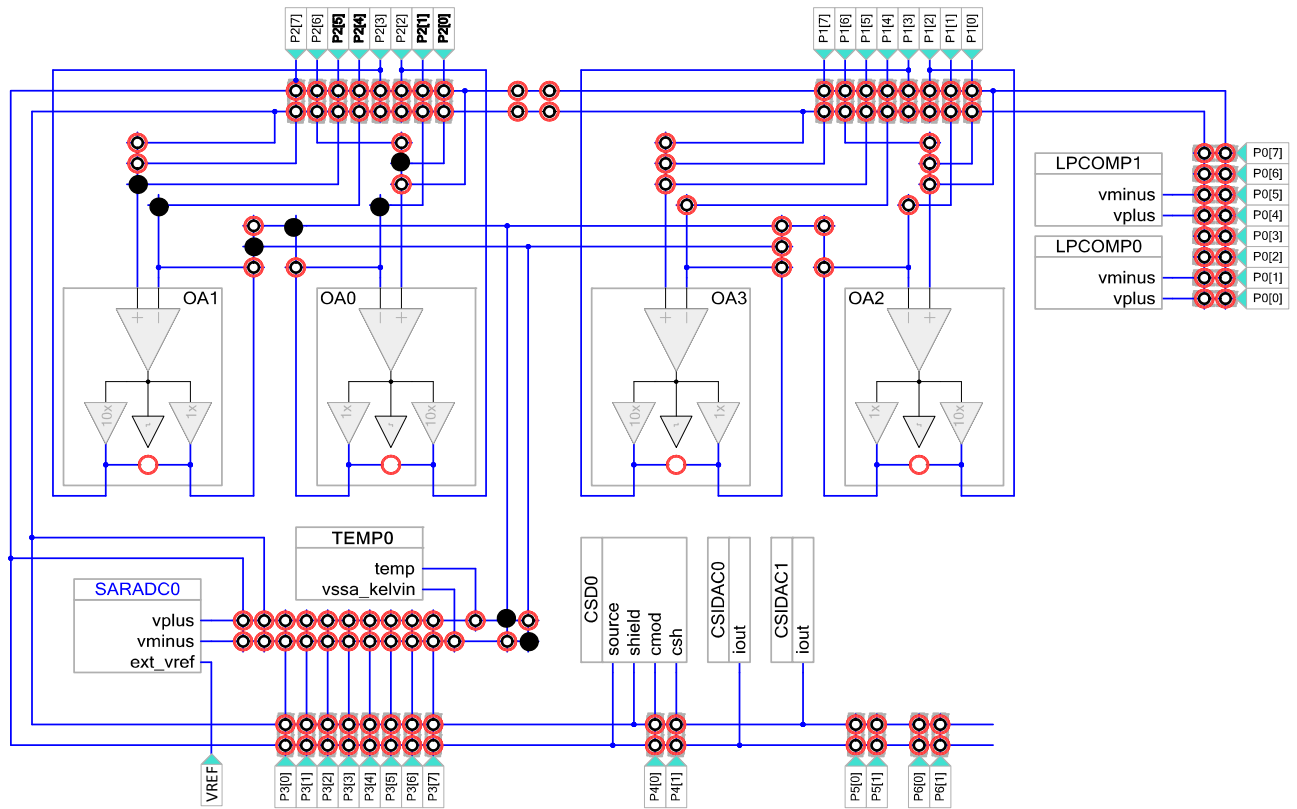 P2[7]
P2[6]
P2[5]
P2[4]
P2[3]
P2[2]
P2[1]
P2[0]
P1[7]
P1[6]
P1[5]
P1[4]
P1[3]
P1[2]
P1[1]
P1[0]
LPCOMP1
vminus
vplus
LPCOMP0
vminus
vplus
P0[7]
P0[6]
P0[5]
P0[4]
P0[3]
P0[2]
P0[1]
P0[0]
OA1
10x
1x
OA0
1x
10x
OA3
10x
1x
OA2
1x
10x
TEMP0
temp
vssa_kelvin
SARADC0
vplus
vminus
ext_vref
CSD0
source
shield
cmod
csh
CSIDAC0
iout
CSIDAC1
iout
VREF
P3[0]
P3[1]
P3[2]
P3[3]
P3[4]
P3[5]
P3[6]
P3[7]
P4[0]
P4[1]
P5[0]
P5[1]
P6[0]
P6[1]